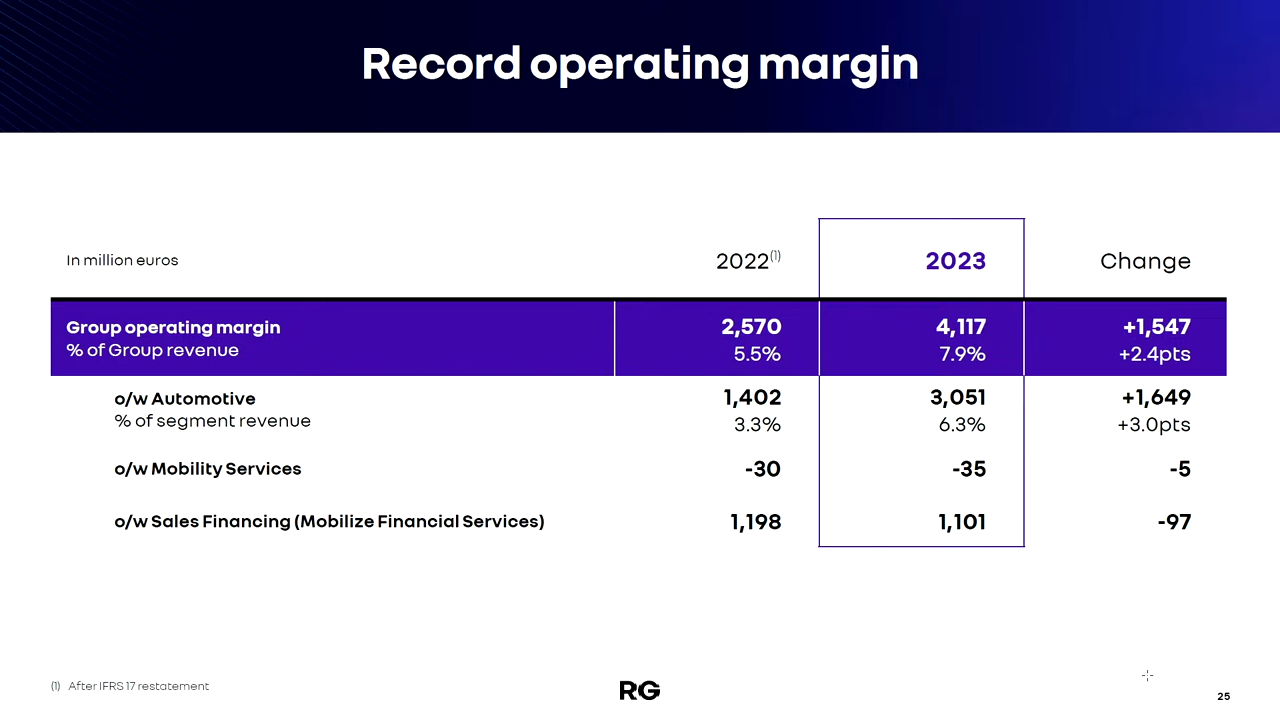 Record operating margin
In million euros 2022(1) 2023 Change
Group operating margin 2,570 4,117 +1,547
% of Group revenue 5.5% 7.9% +2.4pts
o/w Automotive 1,402 3,051 +1,649
% of segment revenue 3.3% 6.3% +3.0pts
o/w Mobility Services -30 -35 -5
o/w Sales Financing (Mobilize Financial Services) 1,198 1,101 -97
(1) After IFRS 17 restatement
RG
25